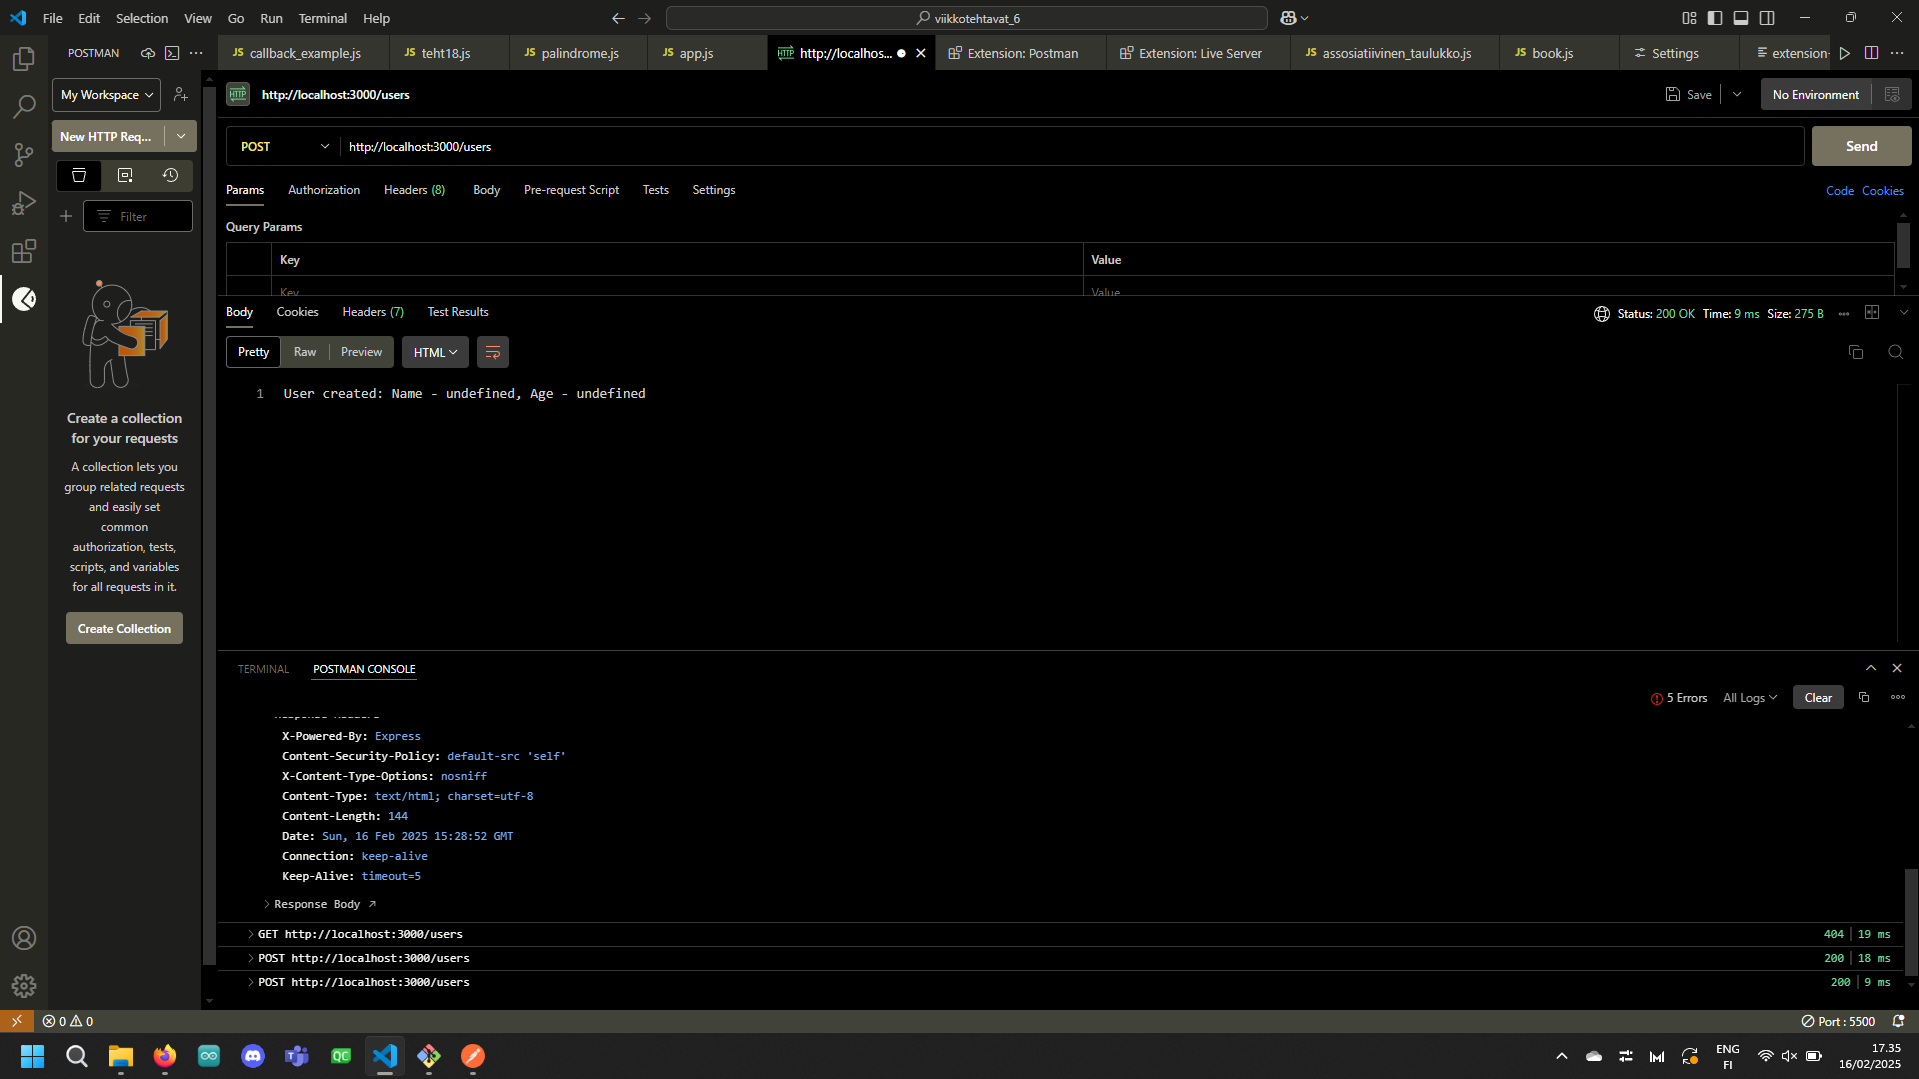 File Edit Selection View Go Run Terminal Help
viikkotehtavat_6
POSTMAN
JS callback_example.js
JS teht18.js
JS palindrome.js
JS app.js
HTTP http://localhos...
Extension: Postman
Extension: Live Server
JS assosiatiivinen_taulukko.js
JS book.js
Settings
extension-
My Workspace
HTTP http://localhost:3000/users
Save
No Environment
New HTTP Req...
POST http://localhost:3000/users
Send
Params Authorization Headers (8) Body Pre-request Script Tests Settings
Code Cookies
Filter
Query Params
Key Value
Key Value
Body Cookies Headers (7) Test Results
Status: 200 OK Time: 9 ms Size: 275 B
Pretty Raw Preview HTML
1 User created: Name - undefined, Age - undefined
Create a collection
for your requests
A collection lets you
group related requests
and easily set
common
authorization, tests,
scripts, and variables
for all requests in it.
Create Collection
TERMINAL POSTMAN CONSOLE
5 Errors All Logs Clear
Response Headers
X-Powered-By: Express
Content-Security-Policy: default-src 'self'
X-Content-Type-Options: nosniff
Content-Type: text/html; charset=utf-8
Content-Length: 144
Date: Sun, 16 Feb 2025 15:28:52 GMT
Connection: keep-alive
Keep-Alive: timeout=5
Response Body
GET http://localhost:3000/users 404 19 ms
POST http://localhost:3000/users 200 18 ms
POST http://localhost:3000/users 200 9 ms
0 0
Port : 5500
QC
ENG
FI
17.35
16/02/2025